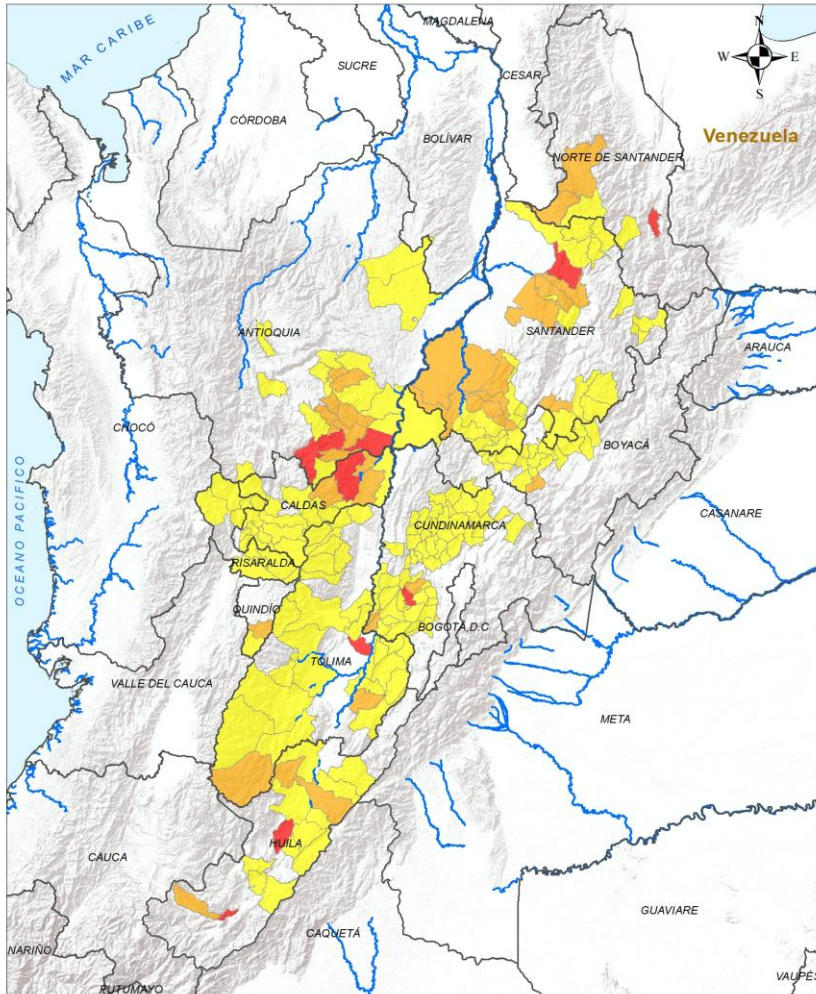 MAGDALENA
N
MAR CARIBE
SUCRE
CESAR
W
E
S
CÓRDOBA
BOLÍVAR
Venezuela
NORTE DE SANTANDER
ANTIOQUIA
SANTANDER
ARAUCA
CHOCÓ
BOYACÁ
OCEANO PACIFICO
CALDAS
CUNDINAMARCA
CASANARE
RISARALDA
QUINDÍO
BOGOTÁ,D.C
TOLIMA
VALLE DEL CAUCA
META
HUILA
CAUCA
GUAVIARE
CAQUETÁ
NARIÑO
PUTUMAYO
VAUPÉS